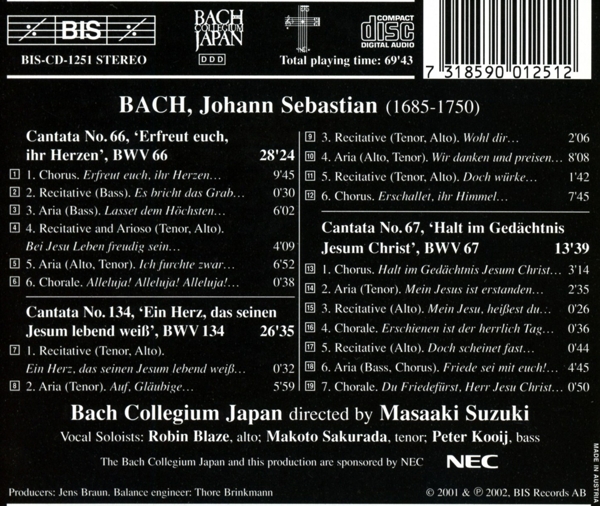 BIS
BIS-CD-1251 STEREO
BACH
COLLEGIUM
JAPAN
DDD
COMPACT
disc
DIGITAL AUDIO
Total playing time: 69'43
7 318590 012512
BACH, Johann Sebastian (1685-1750)
Cantata No. 66, ‘Erfreut euch,
ihr Herzen’, BWV 66 28'24
1 1. Chorus. Erfreut euch, ihr Herzen… 9'45
2 2. Recitative (Bass). Es bricht das Grab… 0'30
3 3. Aria (Bass). Lasset dem Höchsten… 6'02
4 4. Recitative and Arioso (Tenor, Alto).
Bei Jesu Leben freudig sein… 4'09
5 5. Aria (Alto, Tenor). Ich furchte zwar… 6'52
6 6. Chorale. Alleluja! Alleluja! Alleluja!… 0'38
Cantata No. 134, ‘Ein Herz, das seinen
Jesum lebend weiß’, BWV 134 26'35
7 1. Recitative (Tenor, Alto).
Ein Herz, das seinen Jesum lebend weiß… 0'32
8 2. Aria (Tenor). Auf, Gläubige… 5'59
9 3. Recitative (Tenor, Alto). Wohl dir… 2'06
10 4. Aria (Alto, Tenor). Wir danken und preisen… 8'08
11 5. Recitative (Tenor, Alto). Doch würke… 1'42
12 6. Chorus. Erschallet, ihr Himmel… 7'45
Cantata No. 67, ‘Halt im Gedächtnis
Jesum Christ’, BWV 67 13'39
13 1. Chorus. Halt im Gedächtnis Jesum Christ… 3'14
14 2. Aria (Tenor). Mein Jesus ist erstanden… 2'35
15 3. Recitative (Alto). Mein Jesu, heißest du… 0'26
16 4. Chorale. Erschienen ist der herrlich Tag… 0'36
17 5. Recitative (Alto). Doch scheinet fast… 0'44
18 6. Aria (Bass, Chorus). Friede sei mit euch!… 4'45
19 7. Chorale. Du Friedefürst, Herr Jesu Christ… 0'50
Bach Collegium Japan directed by Masaaki Suzuki
Vocal Soloists: Robin Blaze, alto; Makoto Sakurada, tenor; Peter Kooij, bass
The Bach Collegium Japan and this production are sponsored by NEC NEC
Producers: Jens Braun. Balance engineer: Thore Brinkmann
© 2001 & ℗ 2002, BIS Records AB
MADE IN AUSTRIA